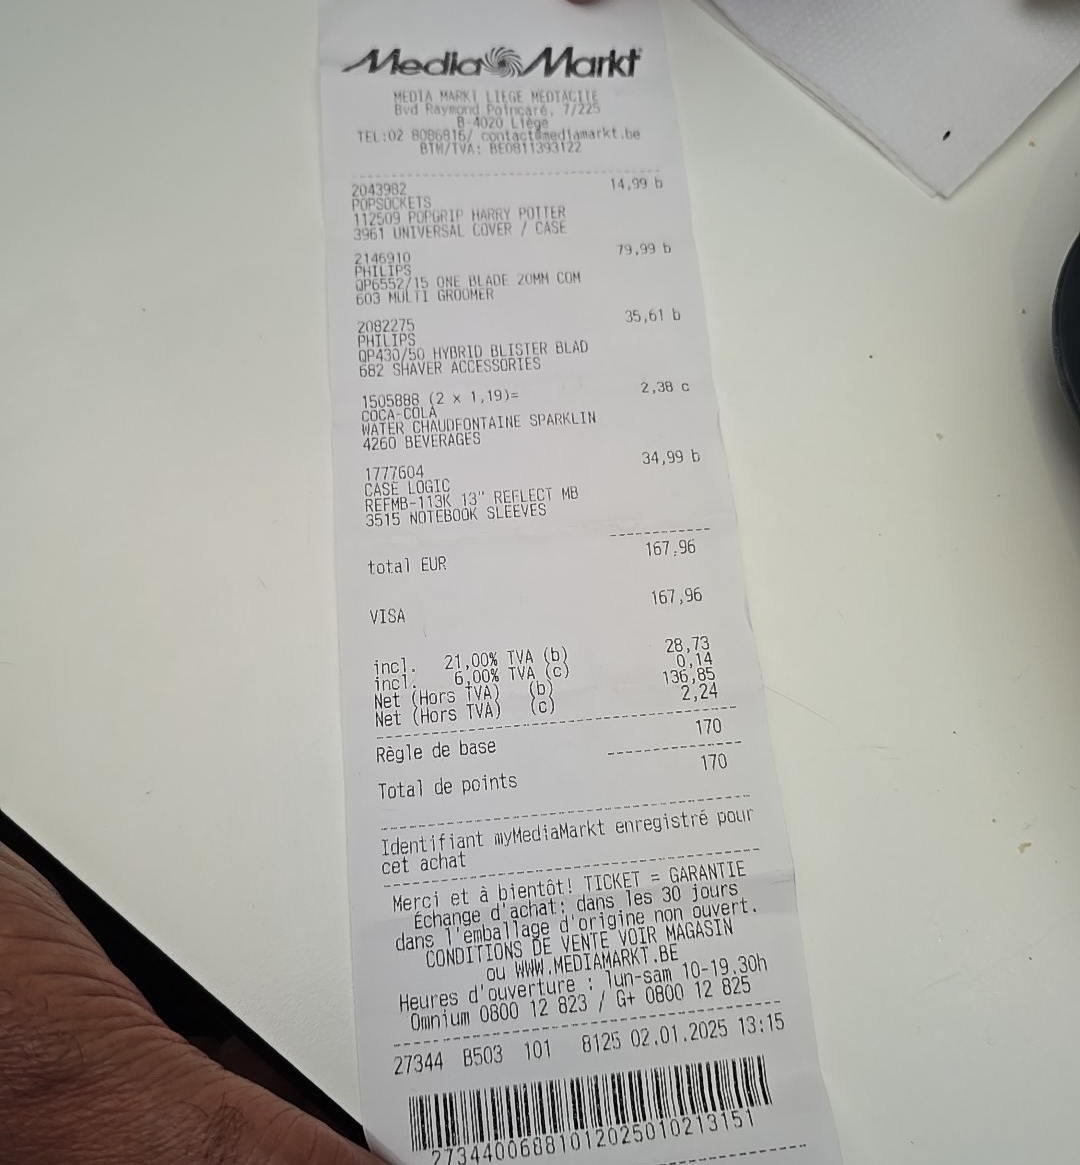 Media Markt
MEDIA MARKT LIEGE MEDIACITE
Bvd Raymond Poincaré, 7/225
B-4020 Liège
TEL:02 8086816/ contact@mediamarkt.be
BTM/TVA: BE0811393122
2043982 14,99 b
POPSOCKETS
112509 POPGRIP HARRY POTTER
3961 UNIVERSAL COVER / CASE
2146910 79,99 b
PHILIPS
QP6552/15 ONE BLADE 20MM COM
603 MULTI GROOMER
2082275 35,61 b
PHILIPS
QP430/50 HYBRID BLISTER BLAD
682 SHAVER ACCESSORIES
1505888 (2 x 1,19)= 2,38 c
COCA-COLA
WATER CHAUDFONTAINE SPARKLIN
4260 BEVERAGES
1777604 34,99 b
CASE LOGIC
REFMB-113K 13" REFLECT MB
3515 NOTEBOOK SLEEVES
total EUR 167,96
VISA 167,96
incl. 21,00% TVA (b) 28,73
incl. 6,00% TVA (c) 0,14
Net (Hors TVA) (b) 136,85
Net (Hors TVA) (c) 2,24
Règle de base 170
Total de points 170
Identifiant myMediaMarkt enregistré pour
cet achat
Merci et à bientôt! TICKET = GARANTIE
Échange d'achat: dans les 30 jours
dans l'emballage d'origine non ouvert.
CONDITIONS DE VENTE VOIR MAGASIN
ou WWW.MEDIAMARKT.BE
Heures d'ouverture : lun-sam 10-19.30h
Omnium 0800 12 823 / G+ 0800 12 825
27344 B503 101 8125 02.01.2025 13:15
27344006881012025010213151